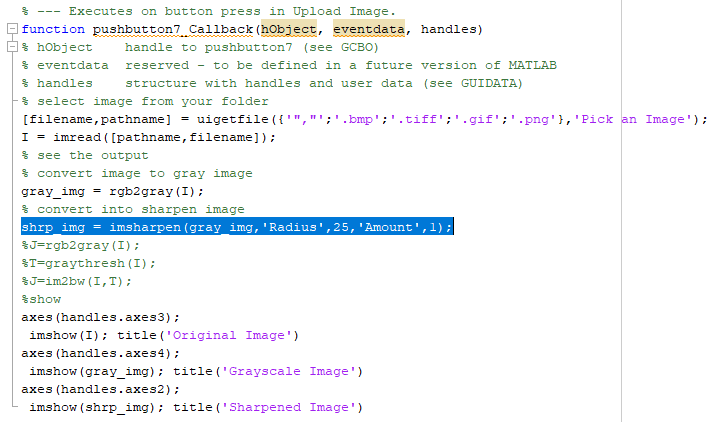 % --- Executes on button press in Upload Image.
function pushbutton7_Callback(hObject, eventdata, handles)
% hObject    handle to pushbutton7 (see GCBO)
% eventdata  reserved - to be defined in a future version of MATLAB
% handles    structure with handles and user data (see GUIDATA)
% select image from your folder
[filename,pathname] = uigetfile({'","';'.bmp';'.tiff';'.gif';'.png'},'Pick an Image');
I = imread([pathname,filename]);
% see the output
% convert image to gray image
gray_img = rgb2gray(I);
% convert into sharpen image
shrp_img = imsharpen(gray_img,'Radius',25,'Amount',1);
%J=rgb2gray(I);
%T=graythresh(I);
%J=im2bw(I,T);
%show
axes(handles.axes3);
 imshow(I); title('Original Image')
axes(handles.axes4);
 imshow(gray_img); title('Grayscale Image')
axes(handles.axes2);
 imshow(shrp_img); title('Sharpened Image')